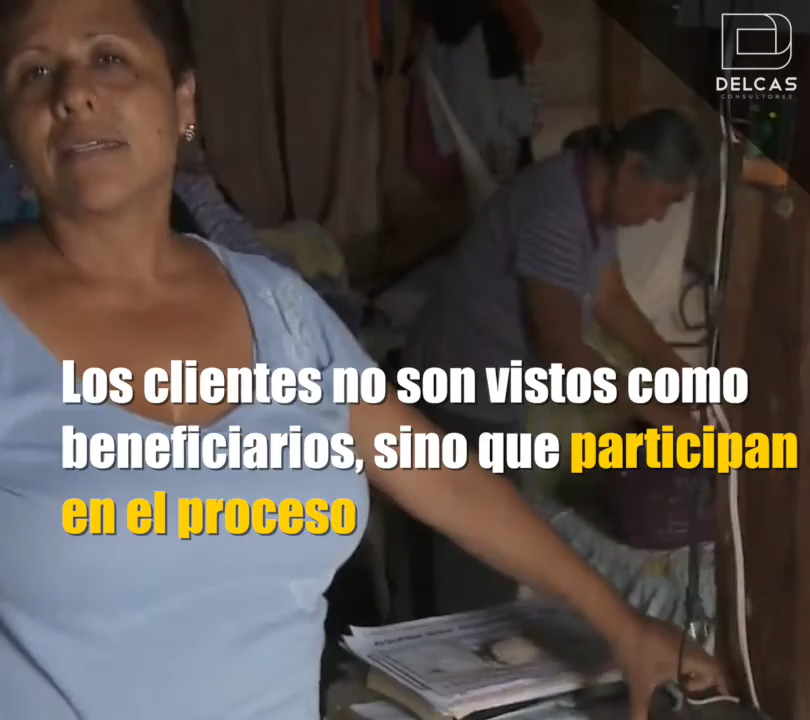 DELCAS
CONSULTORES
Los clientes no son vistos como
beneficiarios, sino que participan
en el proceso